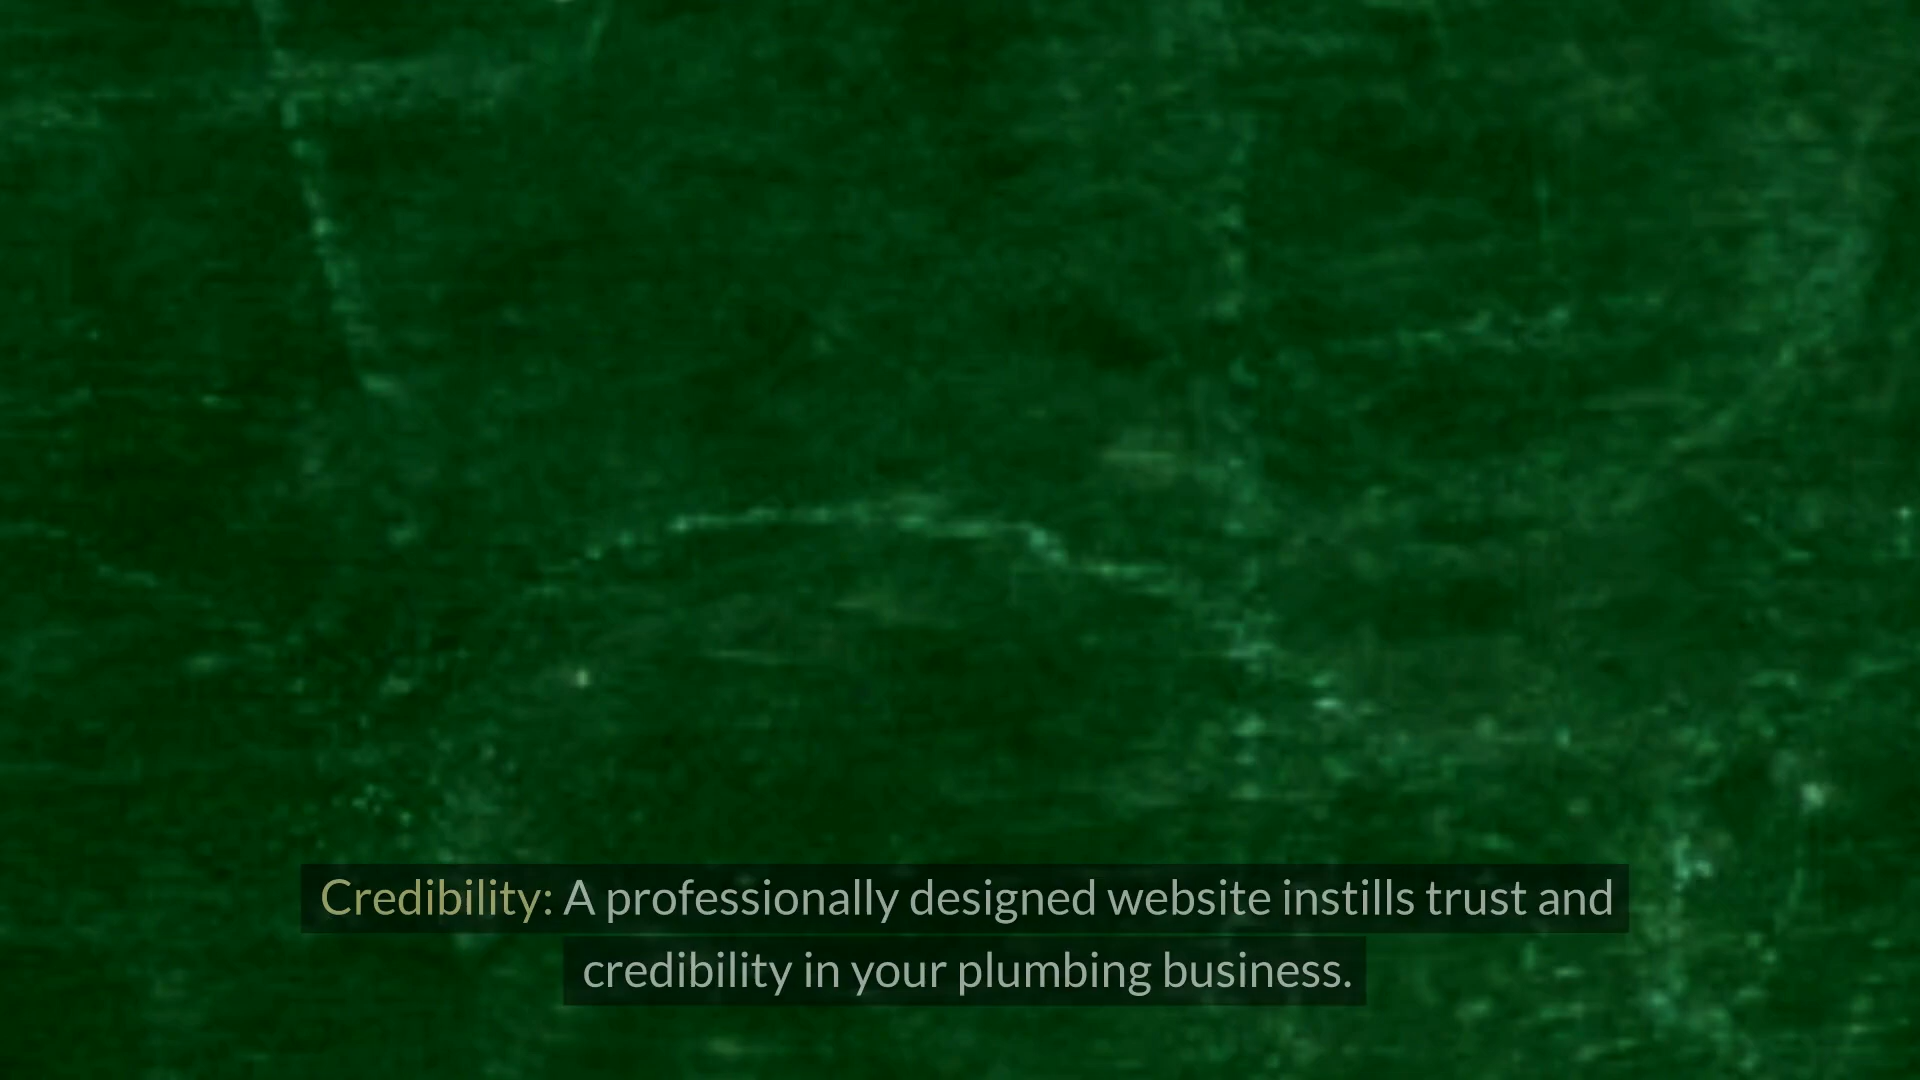 Credibility: A professionally designed website instills trust and
credibility in your plumbing business.